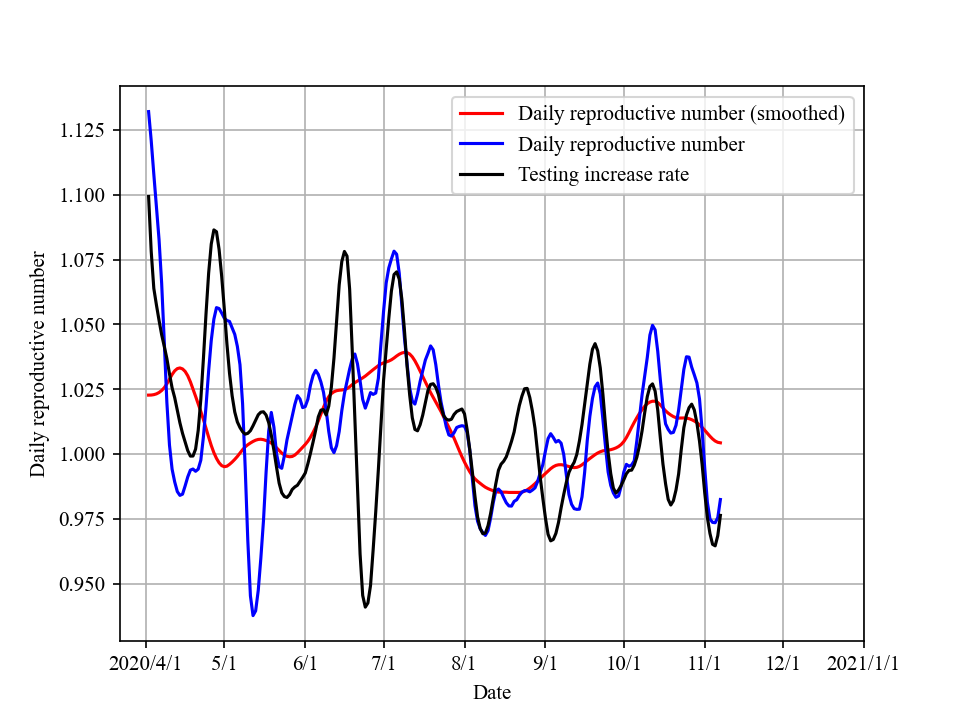 Daily reproductive number (smoothed)
Daily reproductive number
Testing increase rate
Daily reproductive number
1.125
1.100
1.075
1.050
1.025
1.000
0.975
0.950
2020/4/1 5/1 6/1 7/1 8/1 9/1 10/1 11/1 12/1 2021/1/1
Date